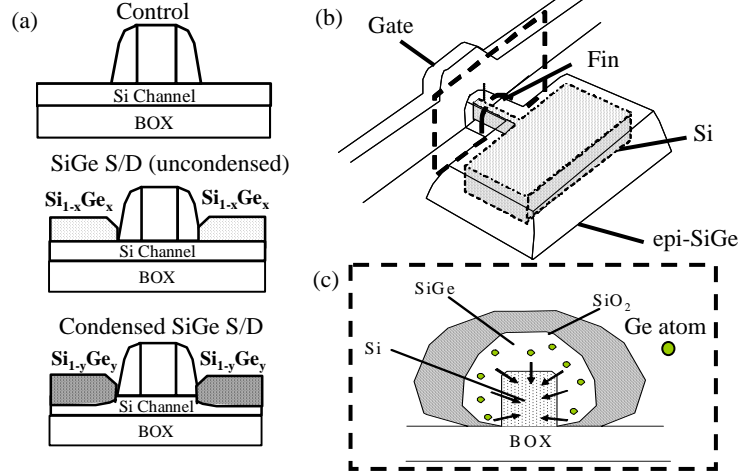 (a)
Control
Si Channel
BOX
SiGe S/D (uncondensed)
Si₁₋ₓGeₓ Si₁₋ₓGeₓ
Si Channel
BOX
Condensed SiGe S/D
Si1-yGey Si1-yGey
Si Channel
BOX
(b)
Gate
Fin
Si
epi-SiGe
(c)
SiGe
SiO₂
Ge atom
Si
BOX